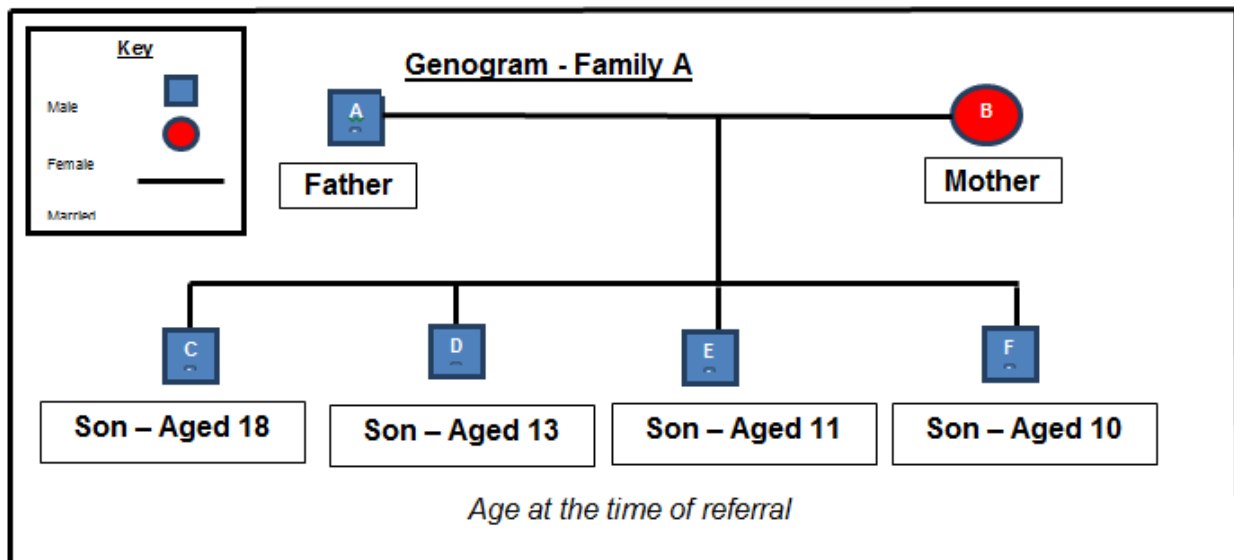 Key
Male
Female
Married
Genogram - Family A
A
B
Father
Mother
C
D
E
F
Son – Aged 18
Son – Aged 13
Son – Aged 11
Son – Aged 10
Age at the time of referral